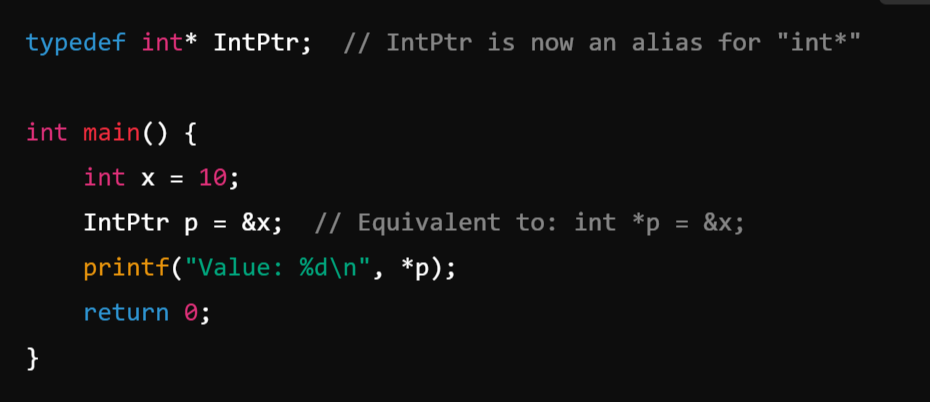 typedef int* IntPtr;  // IntPtr is now an alias for "int*"
int main() {
    int x = 10;
    IntPtr p = &x;  // Equivalent to: int *p = &x;
    printf("Value: %d\n", *p);
    return 0;
}